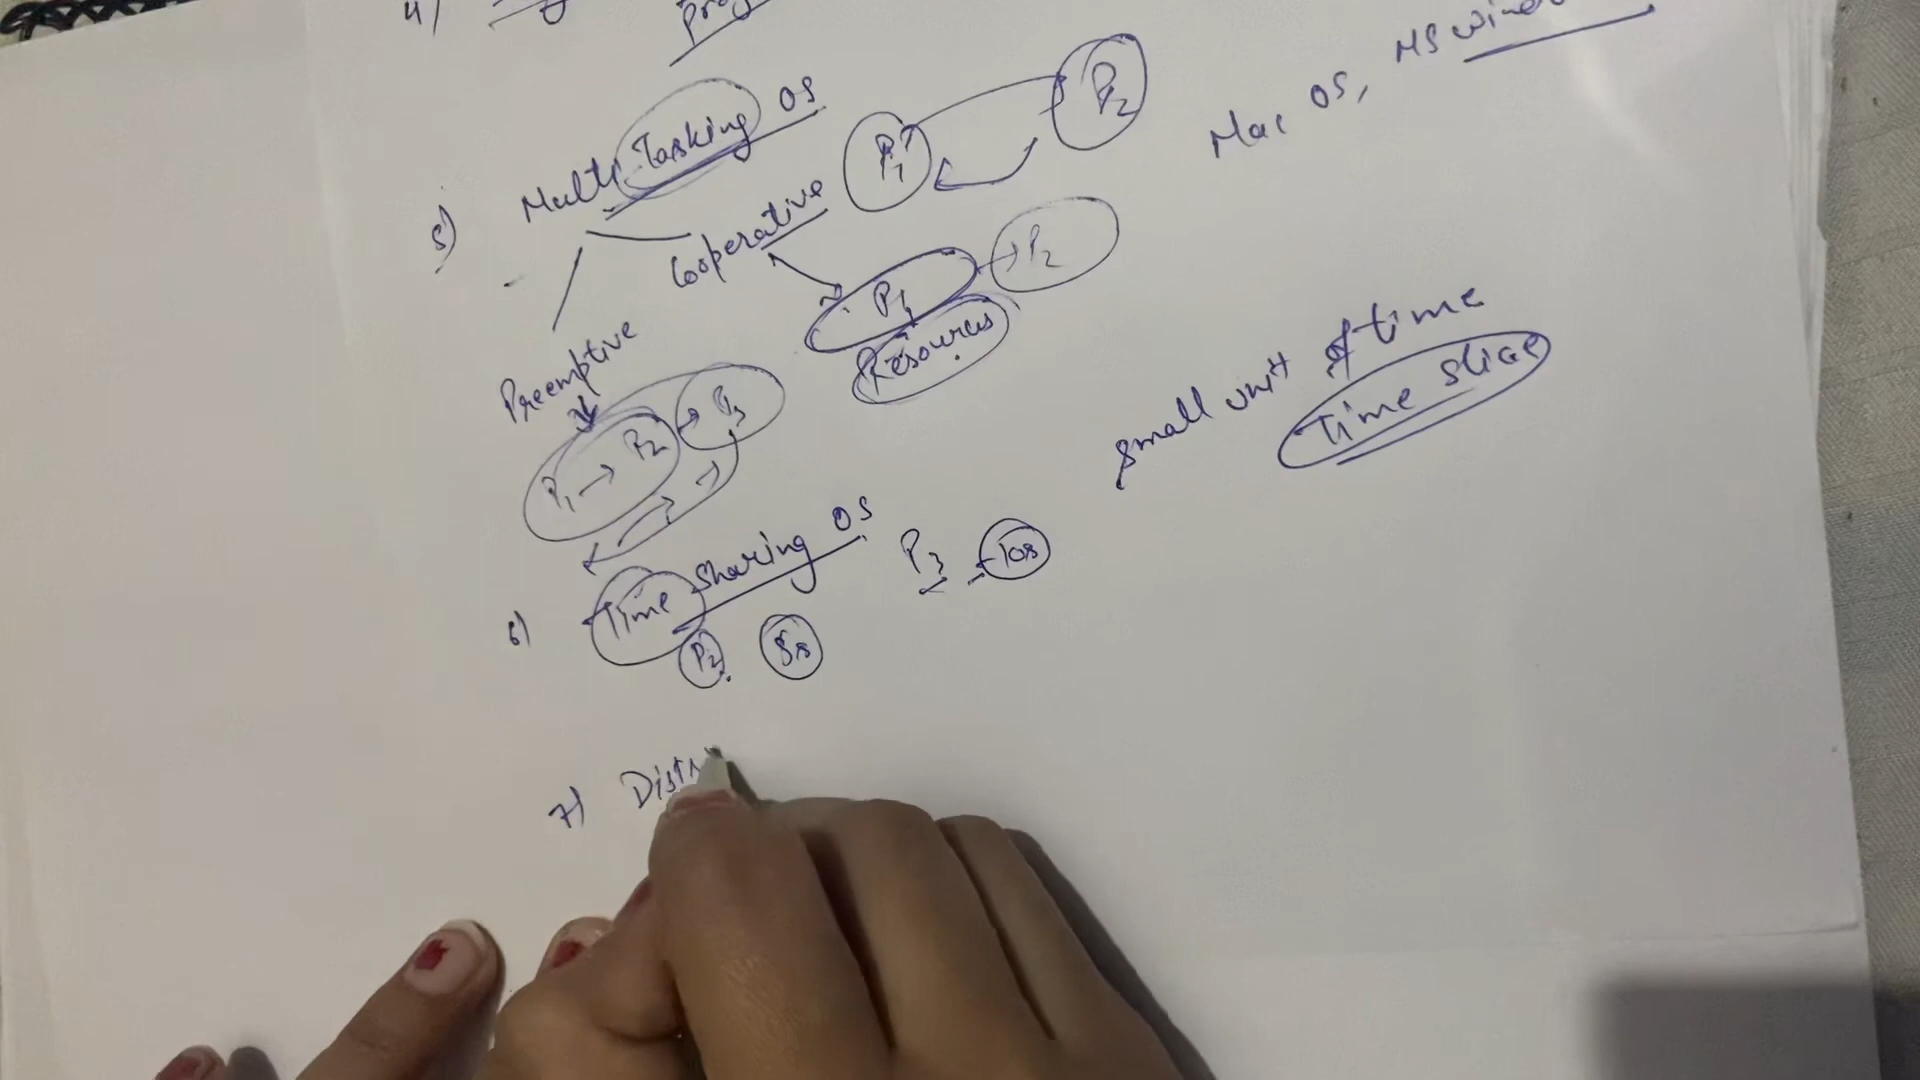 4)
5) Multi Tasking OS
P1 P2
Mac OS, MS
Cooperative
P1 → P2
Resources
Preemptive
P1 → P2 → P3
small unit of time
Time slice
6) Time Sharing OS
P3 - 10s
P2 5s
7) Dist